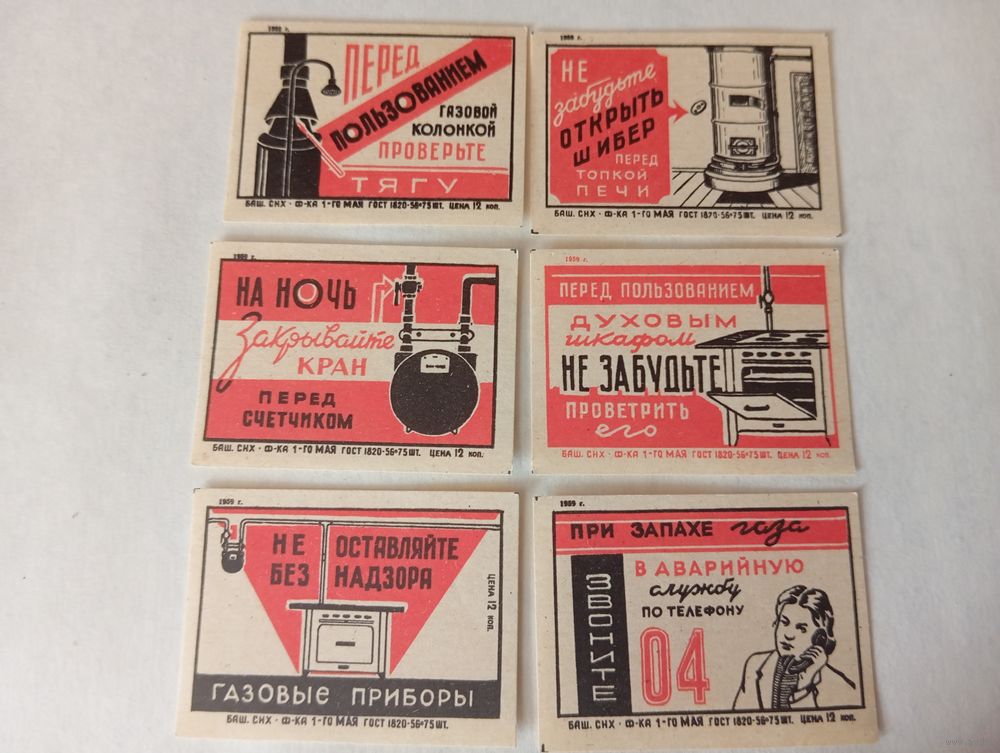 1959 г.
ПЕРЕД
ПОЛЬЗОВАНИЕМ
ГАЗОВОЙ
КОЛОНКОЙ
ПРОВЕРЬТЕ
ТЯГУ
БАШ. СНХ · Ф-КА 1-ГО МАЯ ГОСТ 1820-56*75 ШТ. ЦЕНА 12 КОП.
1959 г.
НЕ
забудьте
ОТКРЫТЬ
ШИБЕР
ПЕРЕД
ТОПКОЙ
ПЕЧИ
БАШ. СНХ · Ф-КА 1-ГО МАЯ ГОСТ 1820-56*75 ШТ. ЦЕНА 12 КОП.
1959 г.
НА НОЧЬ
Закрывайте
КРАН
ПЕРЕД
СЧЕТЧИКОМ
БАШ. СНХ · Ф-КА 1-ГО МАЯ ГОСТ 1820-56*75 ШТ. ЦЕНА 12 КОП.
1959 г.
ПЕРЕД ПОЛЬЗОВАНИЕМ
ДУХОВЫМ
шкафом
НЕ ЗАБУДЬТЕ
ПРОВЕТРИТЬ
его
БАШ. СНХ · Ф-КА 1-ГО МАЯ ГОСТ 1820-56*75 ШТ. ЦЕНА 12 КОП.
1959 г.
НЕ ОСТАВЛЯЙТЕ
БЕЗ НАДЗОРА
ЦЕНА 12 КОП.
ГАЗОВЫЕ ПРИБОРЫ
БАШ. СНХ · Ф-КА 1-ГО МАЯ ГОСТ 1820-56*75 ШТ.
1959 г.
ПРИ ЗАПАХЕ газа
ЗВОНИТЕ
В АВАРИЙНУЮ
службу
ПО ТЕЛЕФОНУ
04
БАШ. СНХ · Ф-КА 1-ГО МАЯ ГОСТ 1820-56*75 ШТ. ЦЕНА 12 КОП.